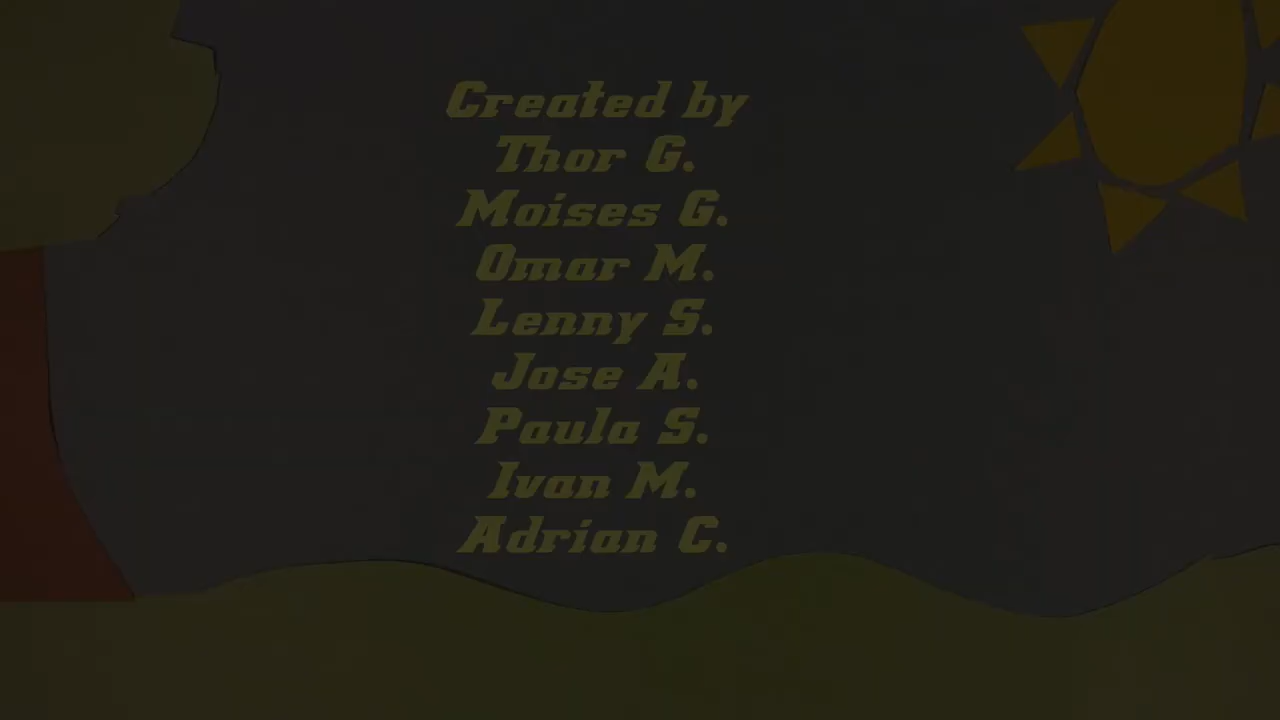 Created by
Thor G.
Moises G.
Omar M.
Lenny S.
Jose A.
Paula S.
Ivan M.
Adrian C.